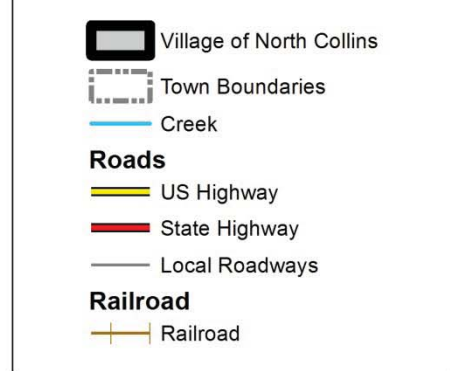 Village of North Collins
Town Boundaries
Creek
Roads
US Highway
State Highway
Local Roadways
Railroad
Railroad